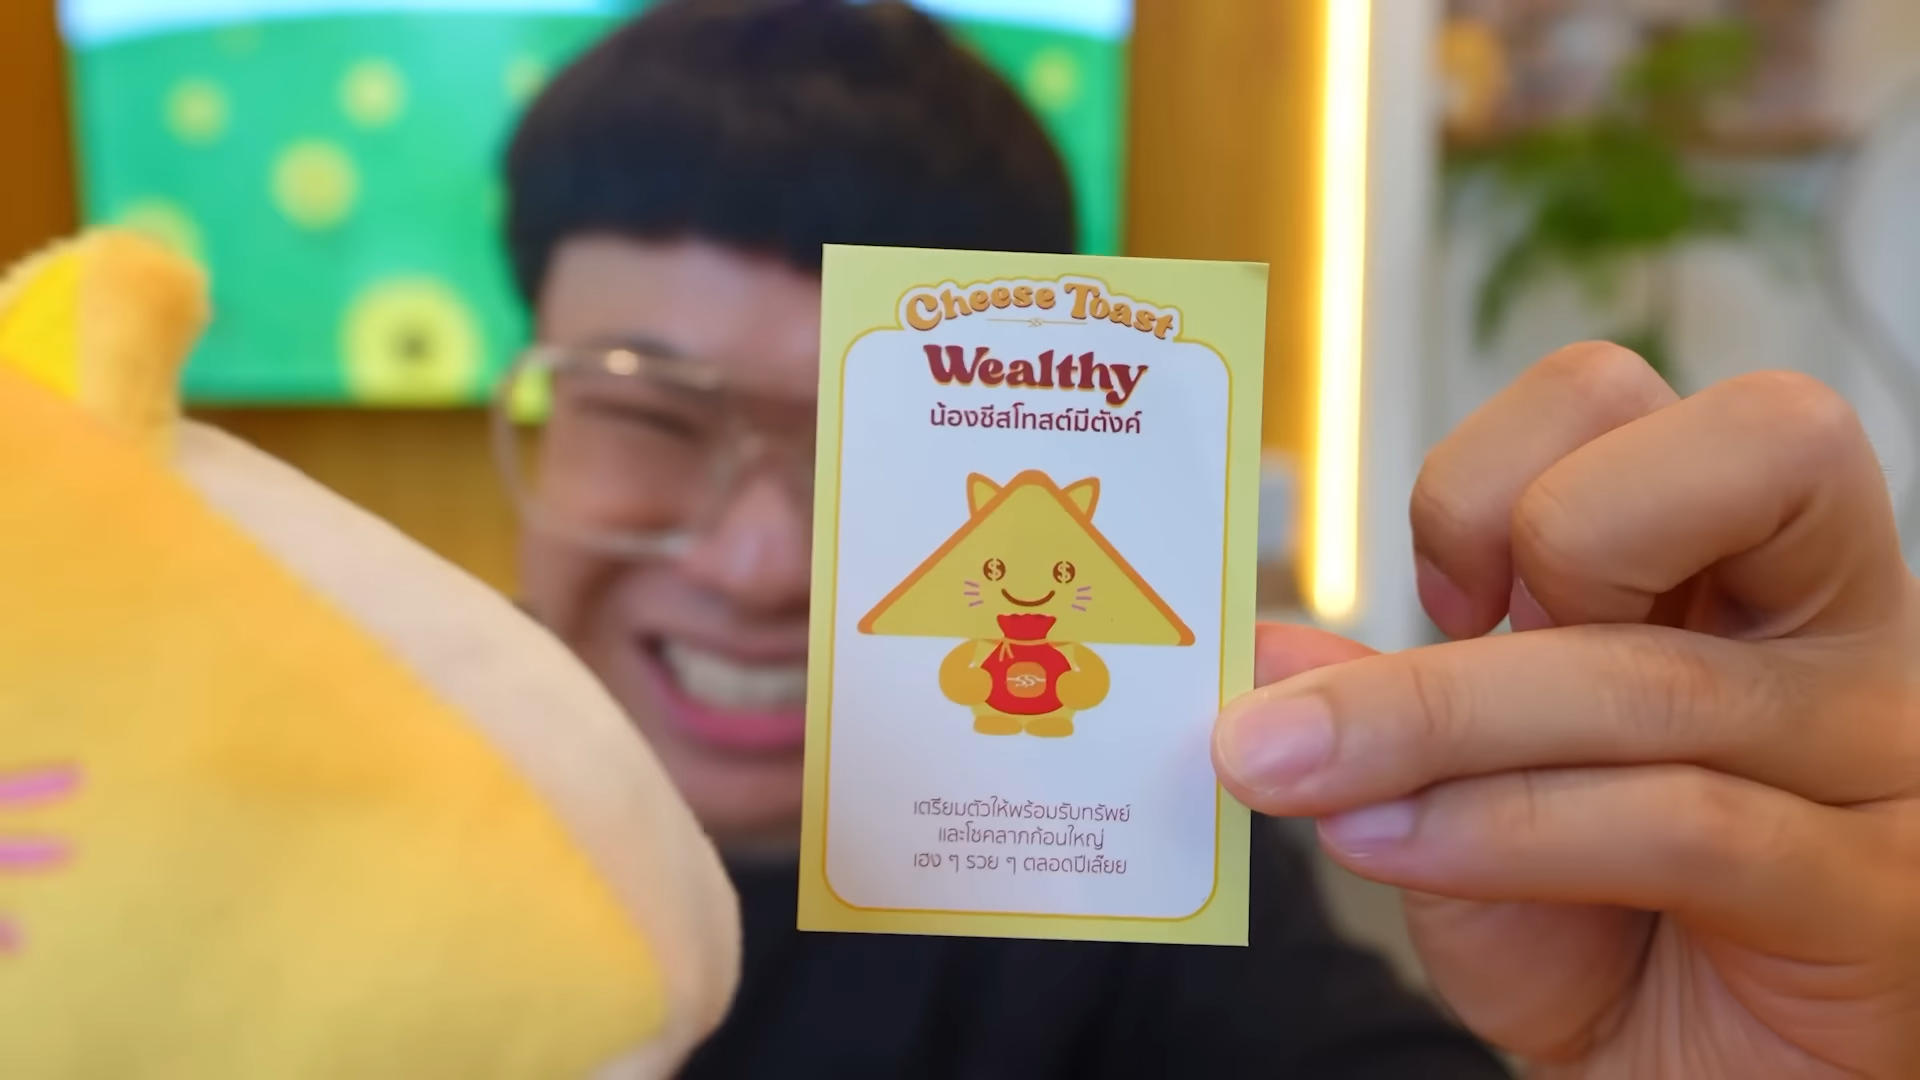 Cheese Toast
Wealthy
น้องชีสโทสต์มีตังค์
$ $
SS
เตรียมตัวให้พร้อมรับทรัพย์
และโชคลาภก้อนใหญ่
เฮง ๆ รวย ๆ ตลอดปีเลี๊ยย